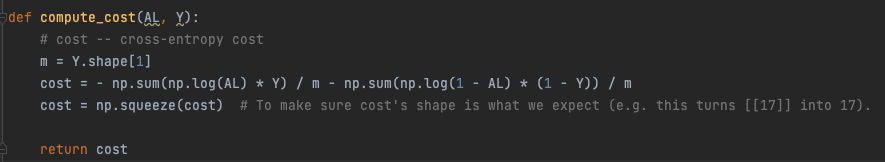 def compute_cost(AL, Y):
    # cost -- cross-entropy cost
    m = Y.shape[1]
    cost = - np.sum(np.log(AL) * Y) / m - np.sum(np.log(1 - AL) * (1 - Y)) / m
    cost = np.squeeze(cost)  # To make sure cost's shape is what we expect (e.g. this turns [[17]] into 17).
    return cost